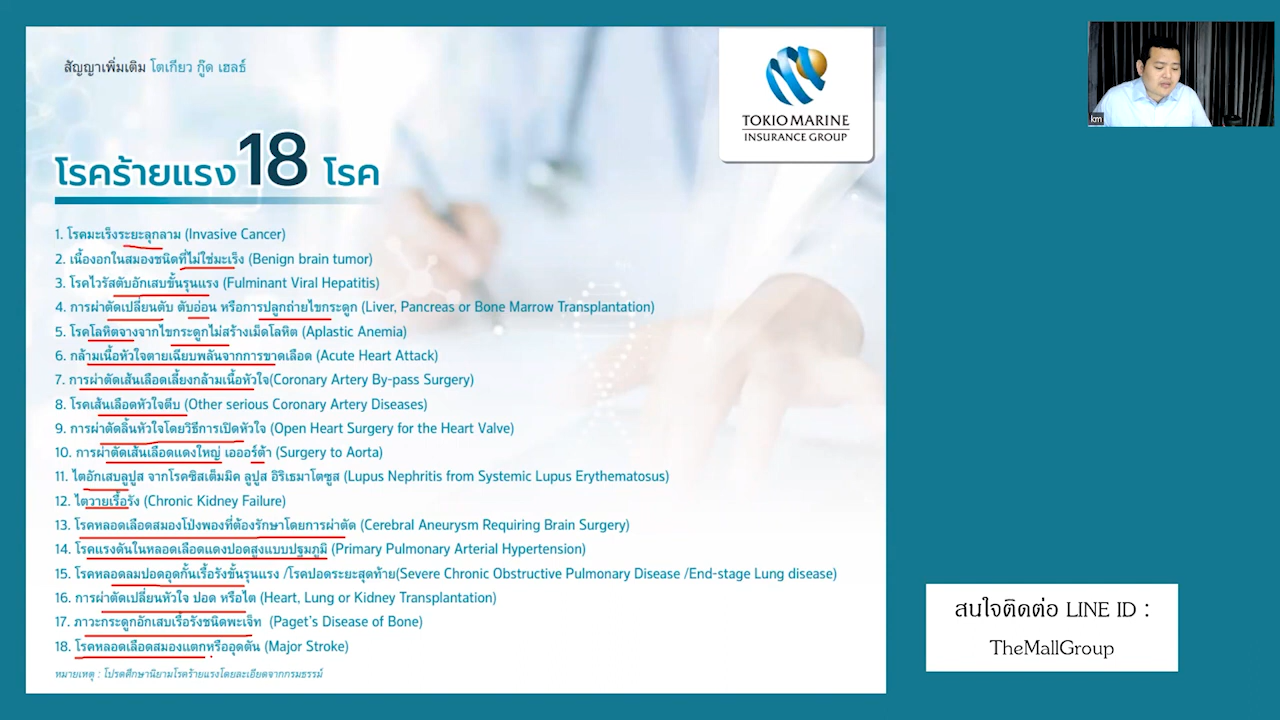 สัญญาเพิ่มเติม โตเกียว กู๊ด เฮลธ์
TOKIO MARINE
INSURANCE GROUP
km
โรคร้ายแรง 18 โรค
1. โรคมะเร็งระยะลุกลาม (Invasive Cancer)
2. เนื้องอกในสมองชนิดที่ไม่ใช่มะเร็ง (Benign brain tumor)
3. โรคไวรัสตับอักเสบขั้นรุนแรง (Fulminant Viral Hepatitis)
4. การผ่าตัดเปลี่ยนตับ ตับอ่อน หรือการปลูกถ่ายไขกระดูก (Liver, Pancreas or Bone Marrow Transplantation)
5. โรคโลหิตจางจากไขกระดูกไม่สร้างเม็ดโลหิต (Aplastic Anemia)
6. กล้ามเนื้อหัวใจตายเฉียบพลันจากการขาดเลือด (Acute Heart Attack)
7. การผ่าตัดเส้นเลือดเลี้ยงกล้ามเนื้อหัวใจ(Coronary Artery By-pass Surgery)
8. โรคเส้นเลือดหัวใจตีบ (Other serious Coronary Artery Diseases)
9. การผ่าตัดลิ้นหัวใจโดยวิธีการเปิดหัวใจ (Open Heart Surgery for the Heart Valve)
10. การผ่าตัดเส้นเลือดแดงใหญ่ เอออร์ต้า (Surgery to Aorta)
11. ไตอักเสบลูปูส จากโรคซิสเต็มมิค ลูปูส อิริเธมาโตซูส (Lupus Nephritis from Systemic Lupus Erythematosus)
12. ไตวายเรื้อรัง (Chronic Kidney Failure)
13. โรคหลอดเลือดสมองโป่งพองที่ต้องรักษาโดยการผ่าตัด (Cerebral Aneurysm Requiring Brain Surgery)
14. โรคแรงดันในหลอดเลือดแดงปอดสูงแบบปฐมภูมิ (Primary Pulmonary Arterial Hypertension)
15. โรคหลอดลมปอดอุดกั้นเรื้อรังขั้นรุนแรง /โรคปอดระยะสุดท้าย(Severe Chronic Obstructive Pulmonary Disease /End-stage Lung disease)
16. การผ่าตัดเปลี่ยนหัวใจ ปอด หรือไต (Heart, Lung or Kidney Transplantation)
17. ภาวะกระดูกอักเสบเรื้อรังชนิดพะเจ็ท (Paget's Disease of Bone)
18. โรคหลอดเลือดสมองแตกหรืออุดตัน (Major Stroke)
หมายเหตุ : โปรดศึกษานิยามโรคร้ายแรงโดยละเอียดจากกรมธรรม์
สนใจติดต่อ LINE ID :
TheMallGroup